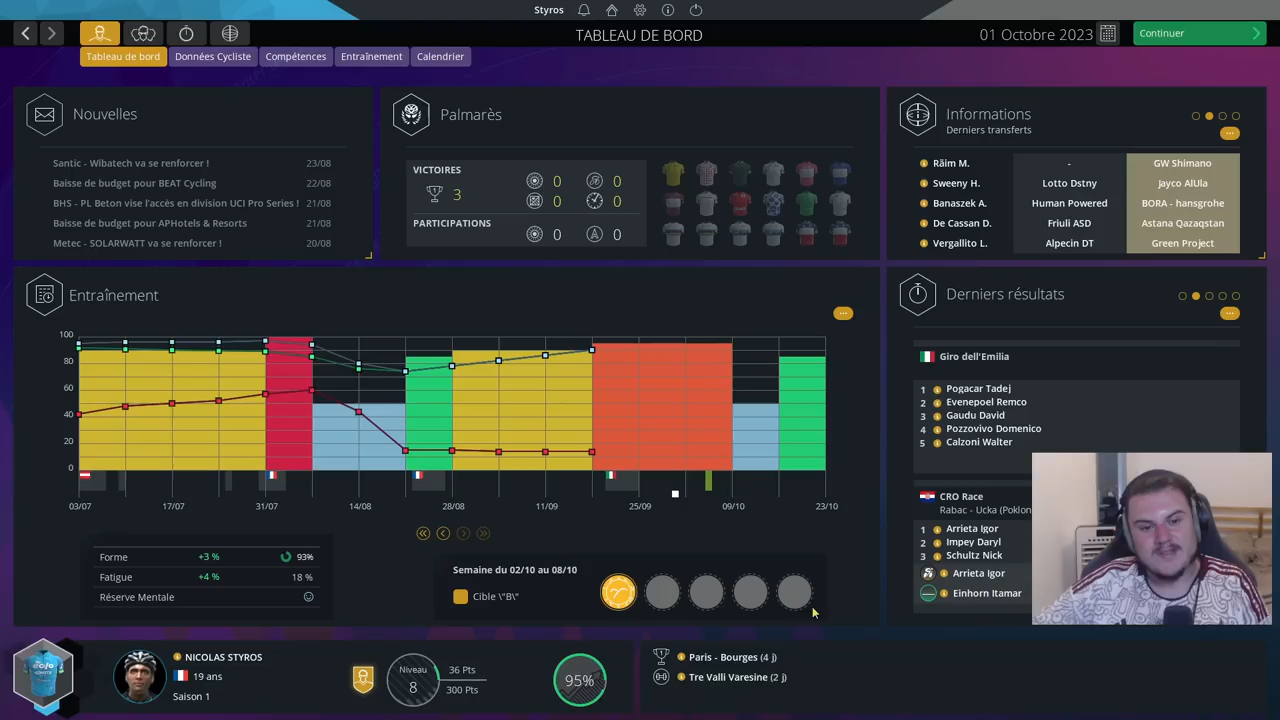 Styros
TABLEAU DE BORD
01 Octobre 2023
Continuer
Tableau de bord
Données Cycliste
Compétences
Entraînement
Calendrier
Nouvelles
Santic - Wibatech va se renforcer ! 23/08
Baisse de budget pour BEAT Cycling 22/08
BHS - PL Beton vise l'accès en division UCI Pro Series ! 21/08
Baisse de budget pour APHotels & Resorts 21/08
Metec - SOLARWATT va se renforcer ! 20/08
Palmarès
VICTOIRES
3
0 0
0 0
PARTICIPATIONS
0 0
Informations
Derniers transferts
Räim M. - GW Shimano
Sweeny H. Lotto Dstny Jayco AlUla
Banaszek A. Human Powered BORA - hansgrohe
De Cassan D. Friuli ASD Astana Qazaqstan
Vergallito L. Alpecin DT Green Project
Entraînement
100
80
60
40
20
0
03/07 17/07 31/07 14/08 28/08 11/09 25/09 09/10 23/10
Forme +3 % 93%
Fatigue +4 % 18 %
Réserve Mentale
Semaine du 02/10 au 08/10
Cible \"B\"
Derniers résultats
Giro dell'Emilia
1 Pogacar Tadej
2 Evenepoel Remco
3 Gaudu David
4 Pozzovivo Domenico
5 Calzoni Walter
CRO Race
Rabac - Ucka (Poklon
1 Arrieta Igor
2 Impey Daryl
3 Schultz Nick
Arrieta Igor
Einhorn Itamar
NICOLAS STYROS
19 ans
Saison 1
Niveau
8
36 Pts
300 Pts
95%
Paris - Bourges (4 j)
Tre Valli Varesine (2 j)